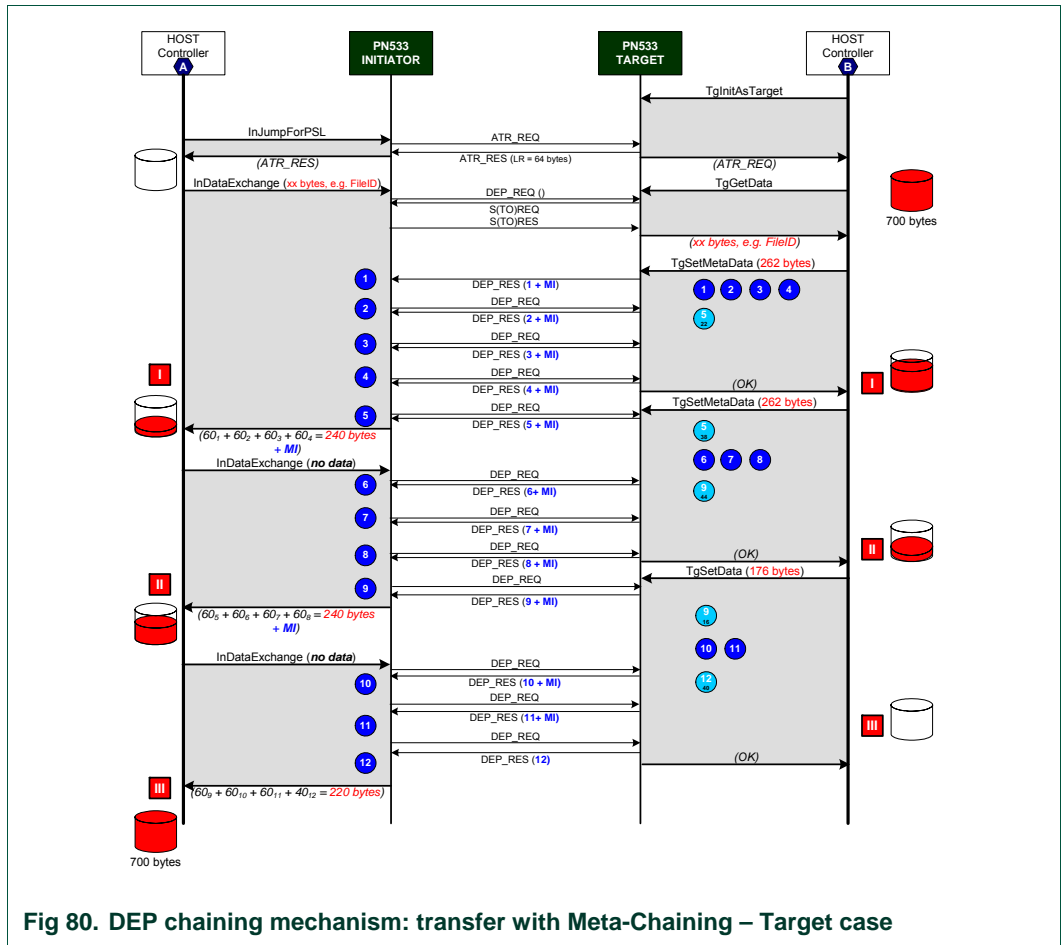 HOST
Controller
A
PN533
INITIATOR
PN533
TARGET
HOST
Controller
B
TgInitAsTarget
InJumpForPSL
ATR_REQ
(ATR_RES)
ATR_RES (LR = 64 bytes)
(ATR_REQ)
InDataExchange (xx bytes, e.g. FileID)
DEP_REQ ()
TgGetData
S(TO)REQ
S(TO)RES
700 bytes
(xx bytes, e.g. FileID)
TgSetMetaData (262 bytes)
1
DEP_RES (1 + MI)
1 2 3 4
2
DEP_REQ
DEP_RES (2 + MI)
5
22
3
DEP_REQ
DEP_RES (3 + MI)
I
4
DEP_REQ
DEP_RES (4 + MI)
(OK)
I
5
DEP_REQ
DEP_RES (5 + MI)
TgSetMetaData (262 bytes)
(60₁ + 60₂ + 60₃ + 60₄ = 240 bytes
+ MI)
5
38
InDataExchange (no data)
6 7 8
6
DEP_REQ
DEP_RES (6+ MI)
9
44
7
DEP_REQ
DEP_RES (7 + MI)
8
DEP_REQ
DEP_RES (8 + MI)
(OK)
II
II
9
DEP_REQ
DEP_RES (9 + MI)
TgSetData (176 bytes)
(60₅ + 60₆ + 60₇ + 60₈ = 240 bytes
+ MI)
9
16
InDataExchange (no data)
10 11
10
DEP_REQ
DEP_RES (10 + MI)
12
40
11
DEP_REQ
DEP_RES (11+ MI)
III
12
DEP_REQ
DEP_RES (12)
(OK)
III
(60₉ + 60₁₀ + 60₁₁ + 40₁₂ = 220 bytes)
700 bytes
Fig 80. DEP chaining mechanism: transfer with Meta-Chaining – Target case